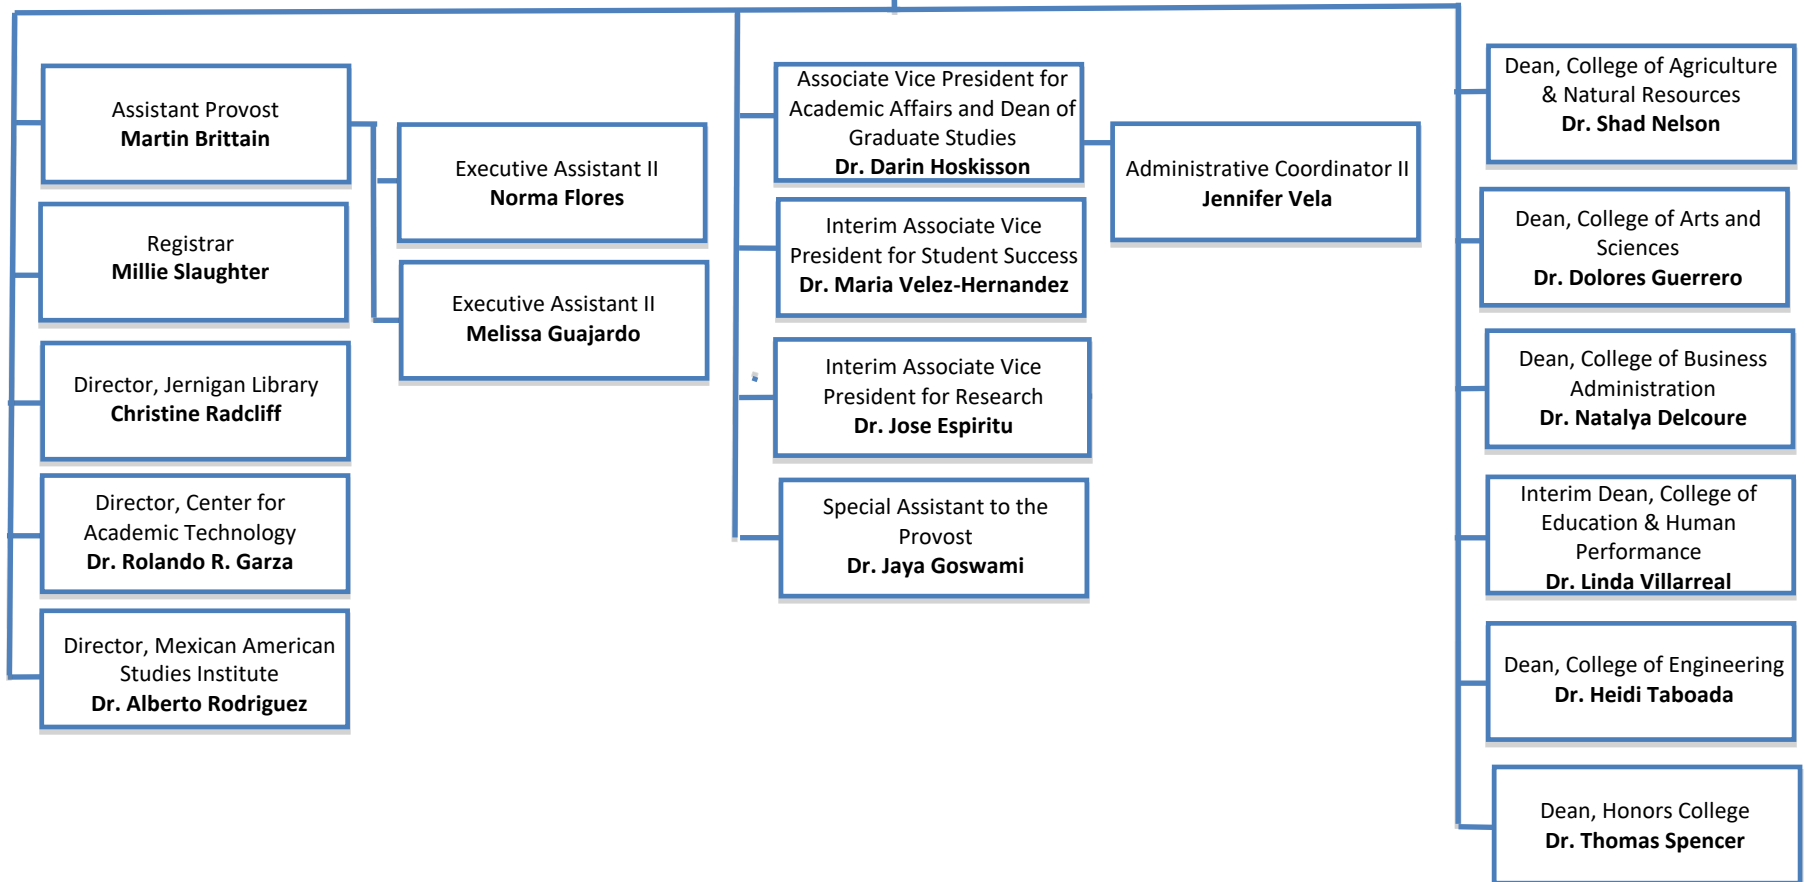 Assistant Provost
Martin Brittain
Registrar
Millie Slaughter
Director, Jernigan Library
Christine Radcliff
Director, Center for
Academic Technology
Dr. Rolando R. Garza
Director, Mexican American
Studies Institute
Dr. Alberto Rodriguez
Executive Assistant II
Norma Flores
Executive Assistant II
Melissa Guajardo
Associate Vice President for
Academic Affairs and Dean of
Graduate Studies
Dr. Darin Hoskisson
Interim Associate Vice
President for Student Success
Dr. Maria Velez-Hernandez
Interim Associate Vice
President for Research
Dr. Jose Espiritu
Special Assistant to the
Provost
Dr. Jaya Goswami
Administrative Coordinator II
Jennifer Vela
Dean, College of Agriculture
& Natural Resources
Dr. Shad Nelson
Dean, College of Arts and
Sciences
Dr. Dolores Guerrero
Dean, College of Business
Administration
Dr. Natalya Delcoure
Interim Dean, College of
Education & Human
Performance
Dr. Linda Villarreal
Dean, College of Engineering
Dr. Heidi Taboada
Dean, Honors College
Dr. Thomas Spencer